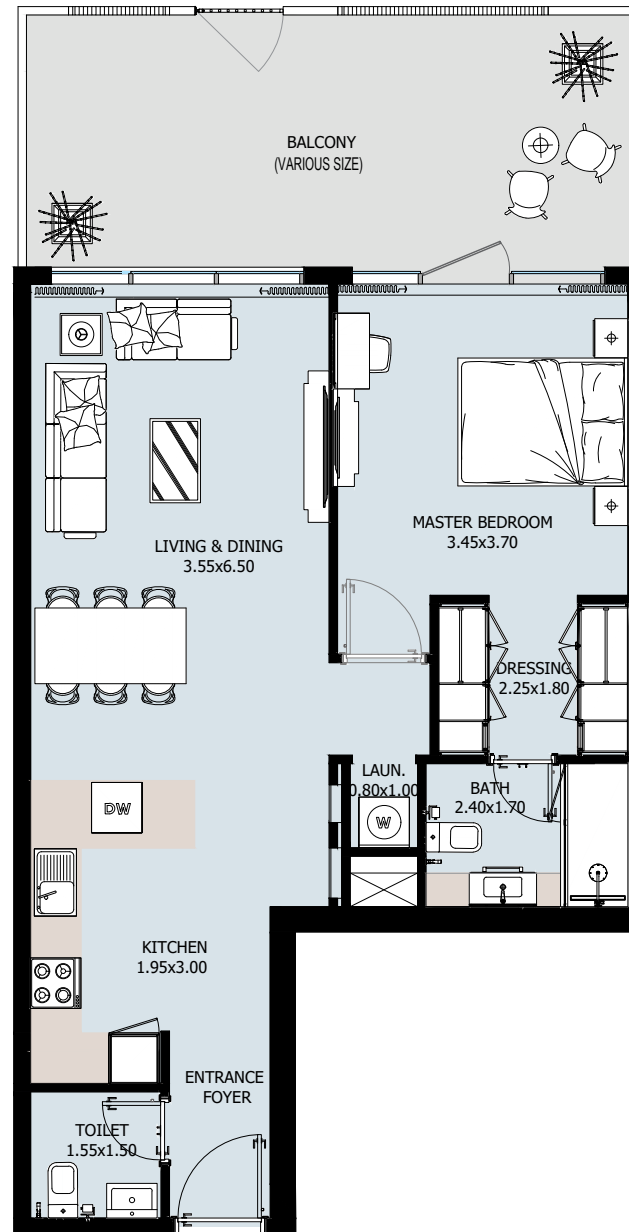 BALCONY
(VARIOUS SIZE)
LIVING & DINING
3.55x6.50
MASTER BEDROOM
3.45x3.70
DRESSING
2.25x1.80
LAUN.
0.80x1.00
BATH
2.40x1.70
DW
W
KITCHEN
1.95x3.00
ENTRANCE
FOYER
TOILET
1.55x1.50